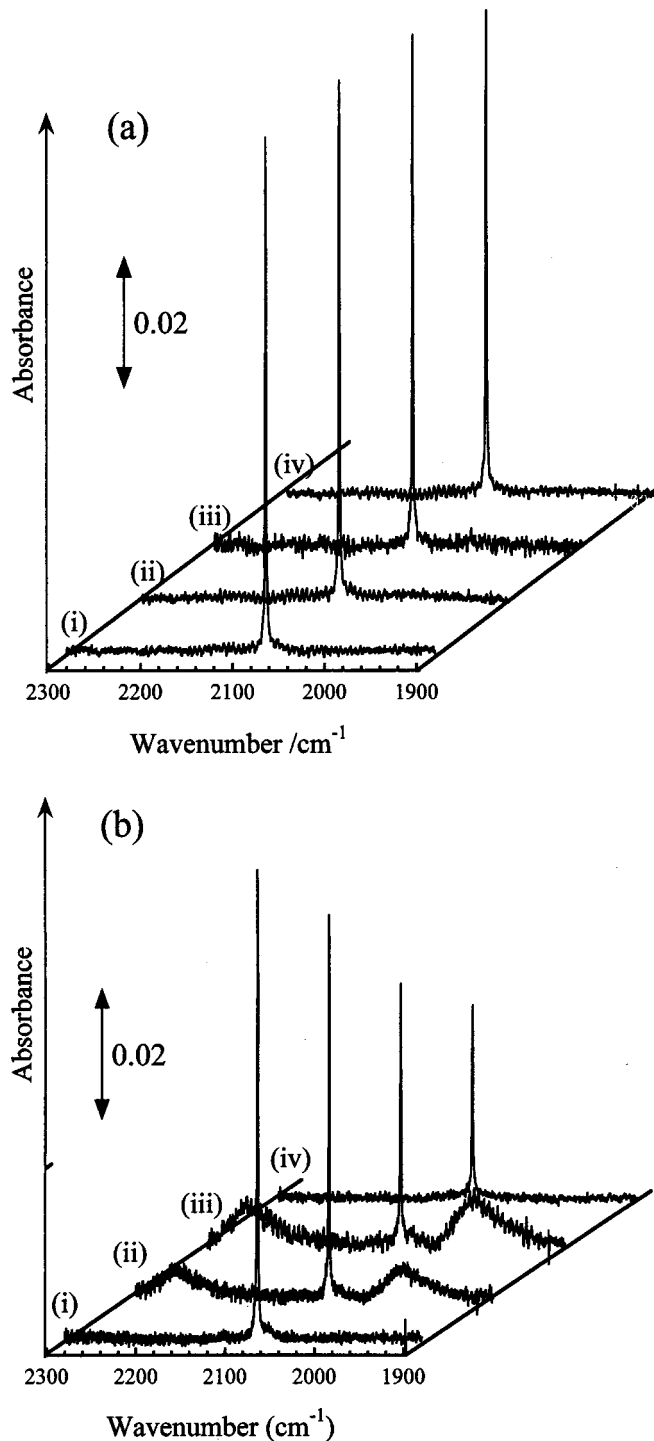 (a)
Absorbance
0.02
(iv)
(iii)
(ii)
(i)
2300 2200 2100 2000 1900
Wavenumber /cm-1
(b)
Absorbance
0.02
(iv)
(iii)
(ii)
(i)
2300 2200 2100 2000 1900
Wavenumber (cm-1)